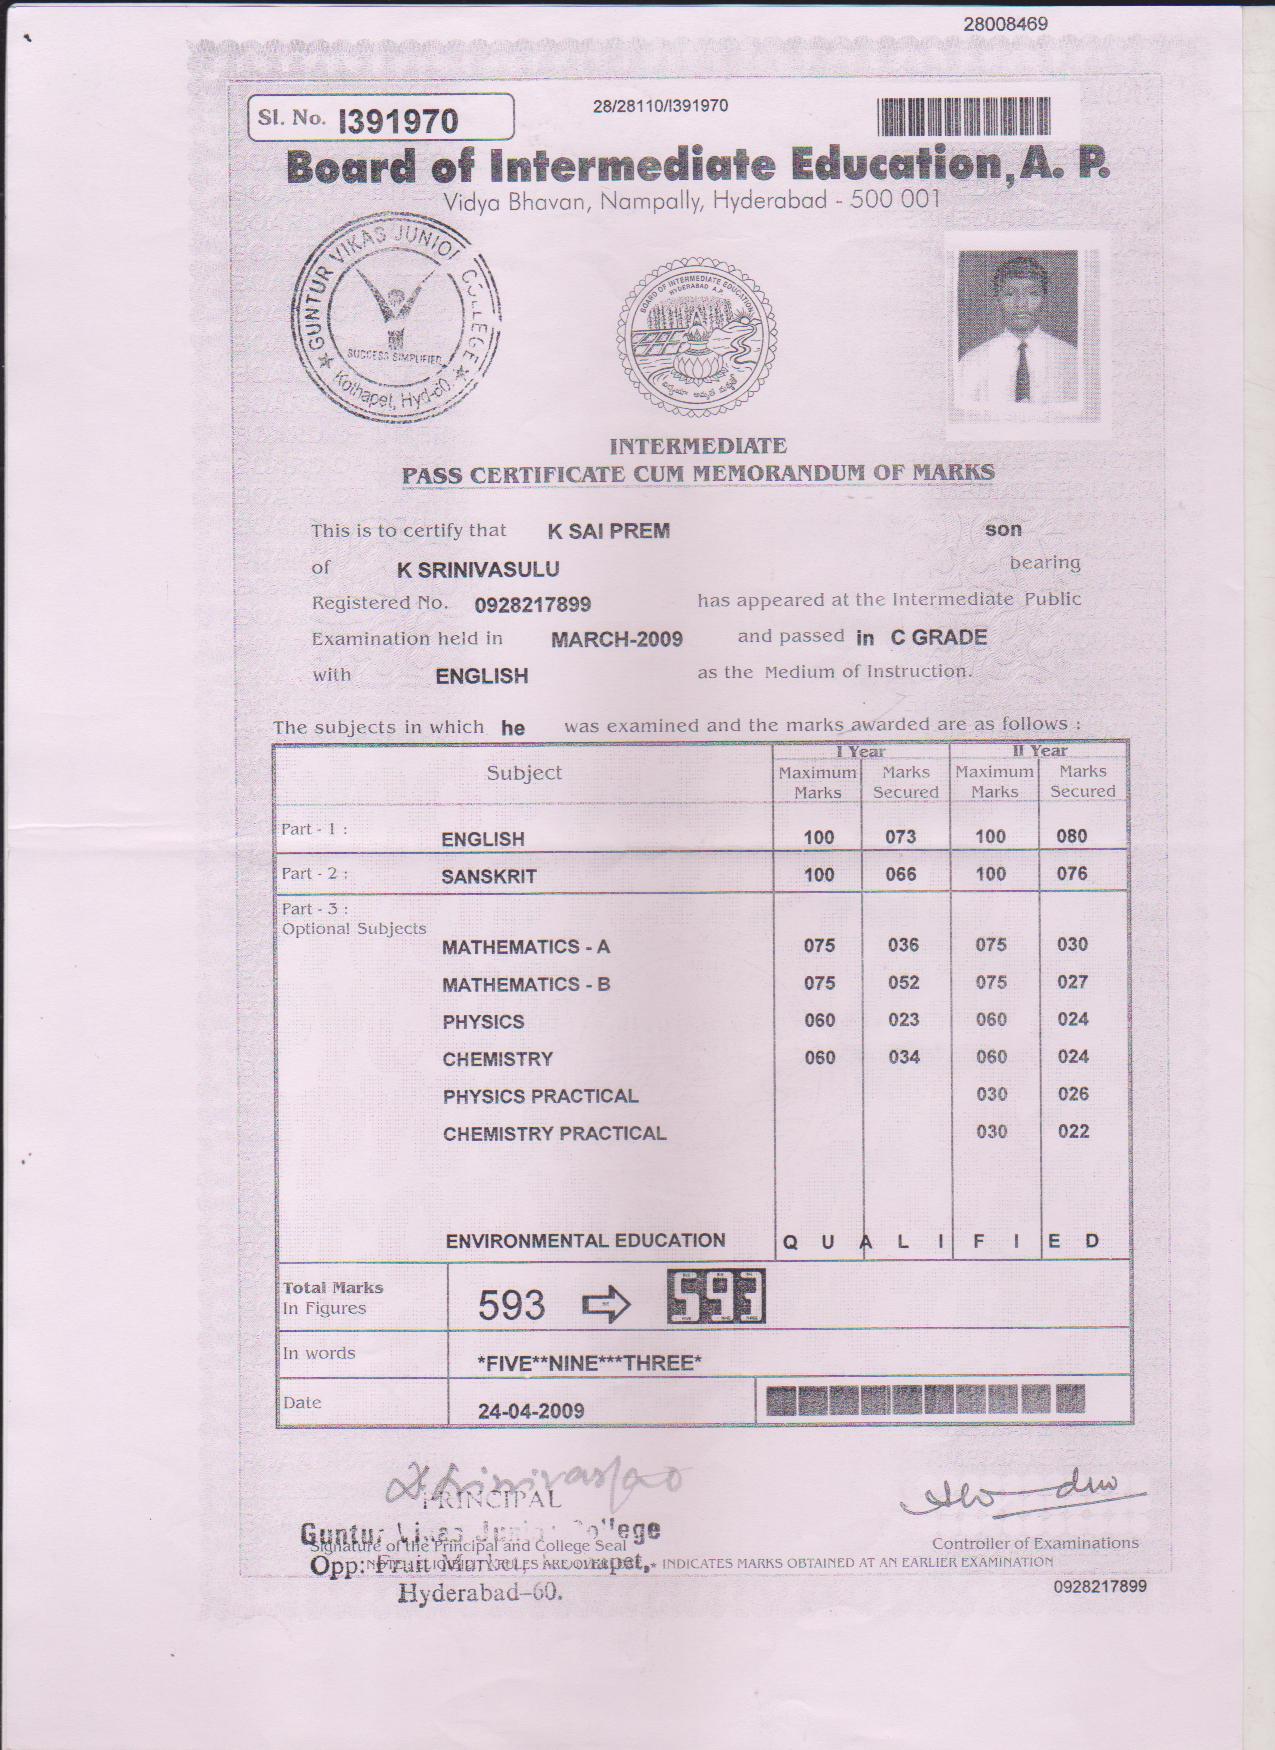 28008469
Sl. No. I391970
28/28110/I391970
Board of Intermediate Education, A. P.
Vidya Bhavan, Nampally, Hyderabad - 500 001
★ GUNTUR VIKAS JUNIOR COLLEGE ★
SUCCESS SIMPLIFIED
Kothapet, Hyd-60.
BOARD OF INTERMEDIATE EDUCATION
HYDERABAD A.P.
INTERMEDIATE
PASS CERTIFICATE CUM MEMORANDUM OF MARKS
This is to certify that K SAI PREM son
of K SRINIVASULU bearing
Registered No. 0928217899 has appeared at the Intermediate Public
Examination held in MARCH-2009 and passed in C GRADE
with ENGLISH as the Medium of Instruction.
The subjects in which he was examined and the marks awarded are as follows :
Subject I Year II Year
Maximum Marks Marks Secured Maximum Marks Marks Secured
Part - 1 : ENGLISH 100 073 100 080
Part - 2 : SANSKRIT 100 066 100 076
Part - 3 :
Optional Subjects
MATHEMATICS - A 075 036 075 030
MATHEMATICS - B 075 052 075 027
PHYSICS 060 023 060 024
CHEMISTRY 060 034 060 024
PHYSICS PRACTICAL 030 026
CHEMISTRY PRACTICAL 030 022
ENVIRONMENTAL EDUCATION Q U A L I F I E D
Total Marks
In Figures 593 593
In words *FIVE**NINE***THREE*
Date 24-04-2009
PRINCIPAL
Guntur Vikas Junior College
Signature of the Principal and College Seal
Controller of Examinations
Opp: Fruit Market, Kothapet,
* INDICATES MARKS OBTAINED AT AN EARLIER EXAMINATION
Hyderabad–60.
0928217899